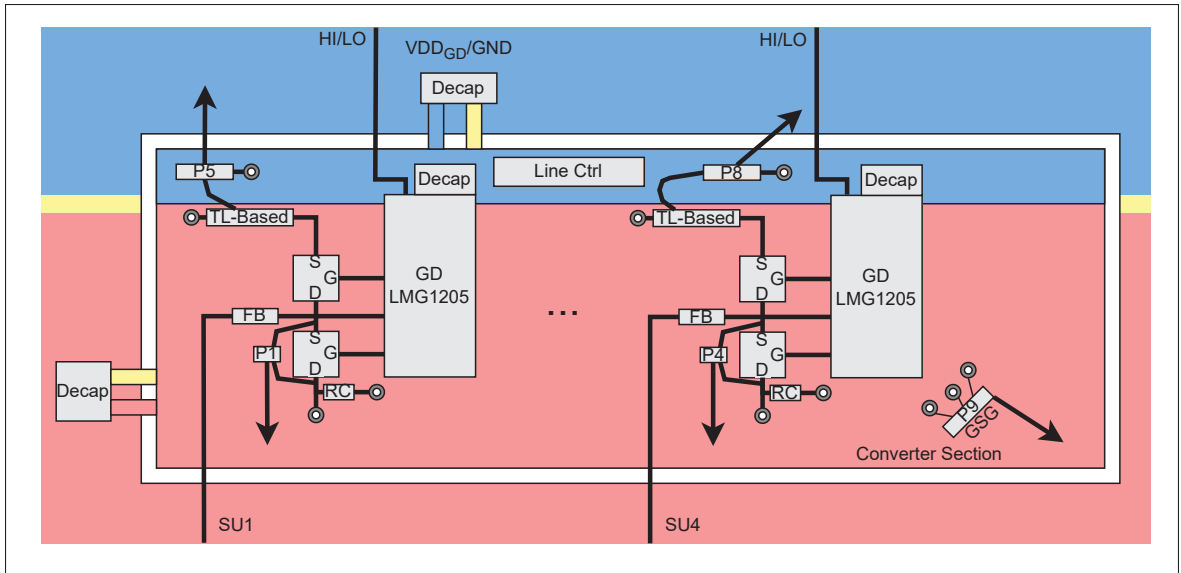 HI/LO
VDD_GD/GND
HI/LO
Decap
P5
Decap
Line Ctrl
P8
Decap
TL-Based
TL-Based
S
G
D
GD
LMG1205
S
G
D
GD
LMG1205
FB
...
FB
S
G
D
P1
S
G
D
P4
Decap
RC
RC
P9
GSG
Converter Section
SU1
SU4